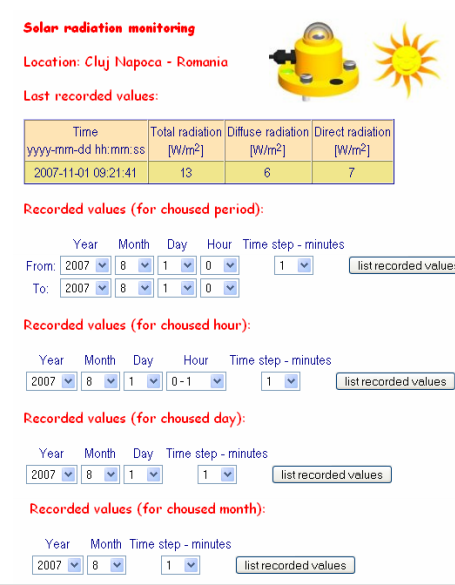 Solar radiation monitoring
Location: Cluj Napoca - Romania
Last recorded values:
Time Total radiation Diffuse radiation Direct radiation
yyyy-mm-dd hh:mm:ss [W/m²] [W/m²] [W/m²]
2007-11-01 09:21:41 13 6 7
Recorded values (for choused period):
Year Month Day Hour Time step - minutes
From: 2007 8 1 0 1 list recorded values
To: 2007 8 1 0
Recorded values (for choused hour):
Year Month Day Hour Time step - minutes
2007 8 1 0-1 1 list recorded values
Recorded values (for choused day):
Year Month Day Time step - minutes
2007 8 1 1 list recorded values
Recorded values (for choused month):
Year Month Time step - minutes
2007 8 1 list recorded values